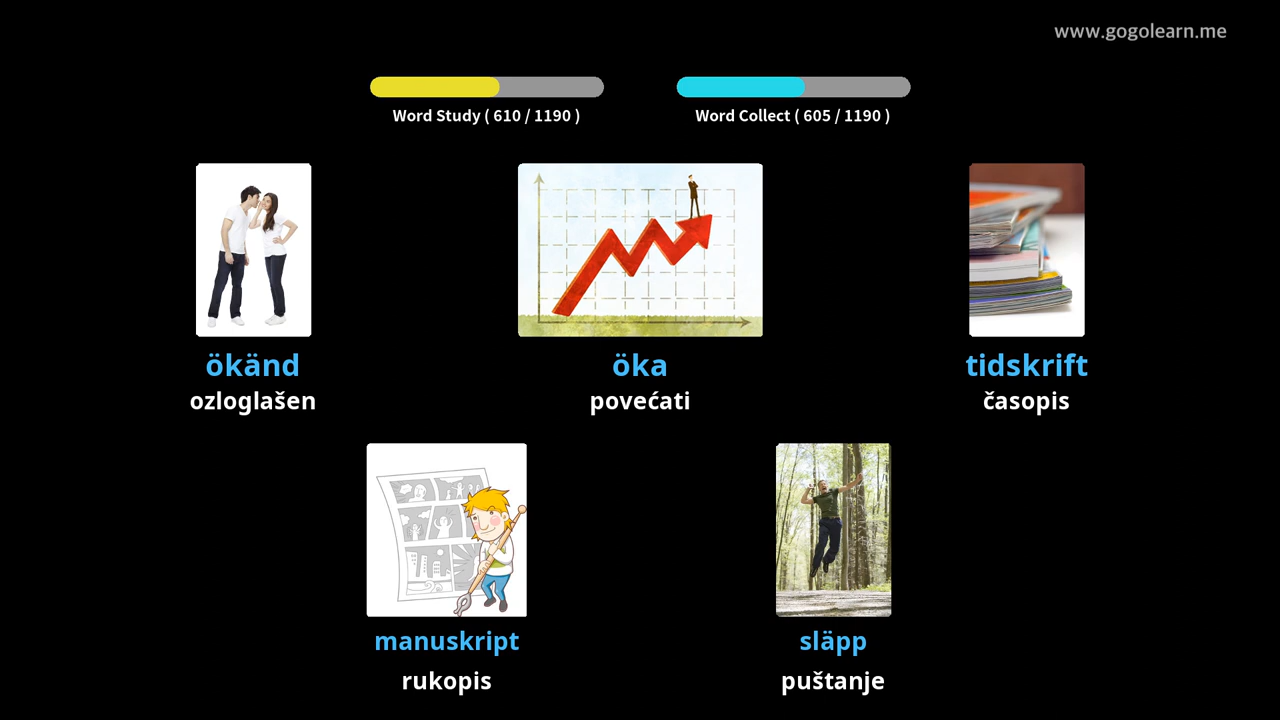 www.gogolearn.me
Word Study ( 610 / 1190 )
Word Collect ( 605 / 1190 )
ökänd
ozloglašen
öka
povećati
tidskrift
časopis
manuskript
rukopis
släpp
puštanje